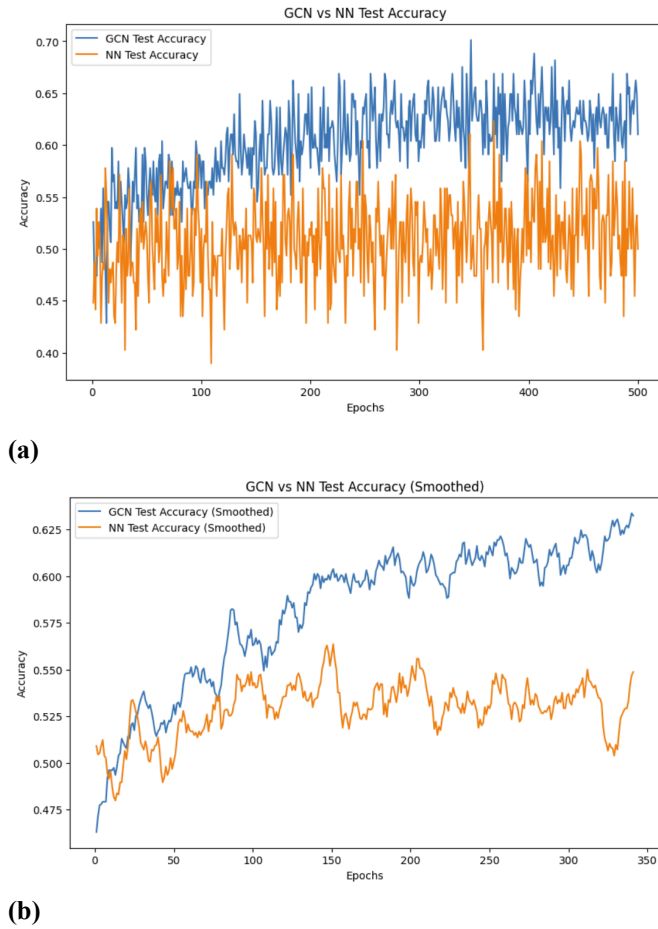 GCN vs NN Test Accuracy
GCN Test Accuracy
NN Test Accuracy
0.70
0.65
0.60
0.55
0.50
0.45
0.40
Accuracy
0 100 200 300 400 500
Epochs
(a)
GCN vs NN Test Accuracy (Smoothed)
GCN Test Accuracy (Smoothed)
NN Test Accuracy (Smoothed)
0.625
0.600
0.575
0.550
0.525
0.500
0.475
Accuracy
0 50 100 150 200 250 300 350
Epochs
(b)